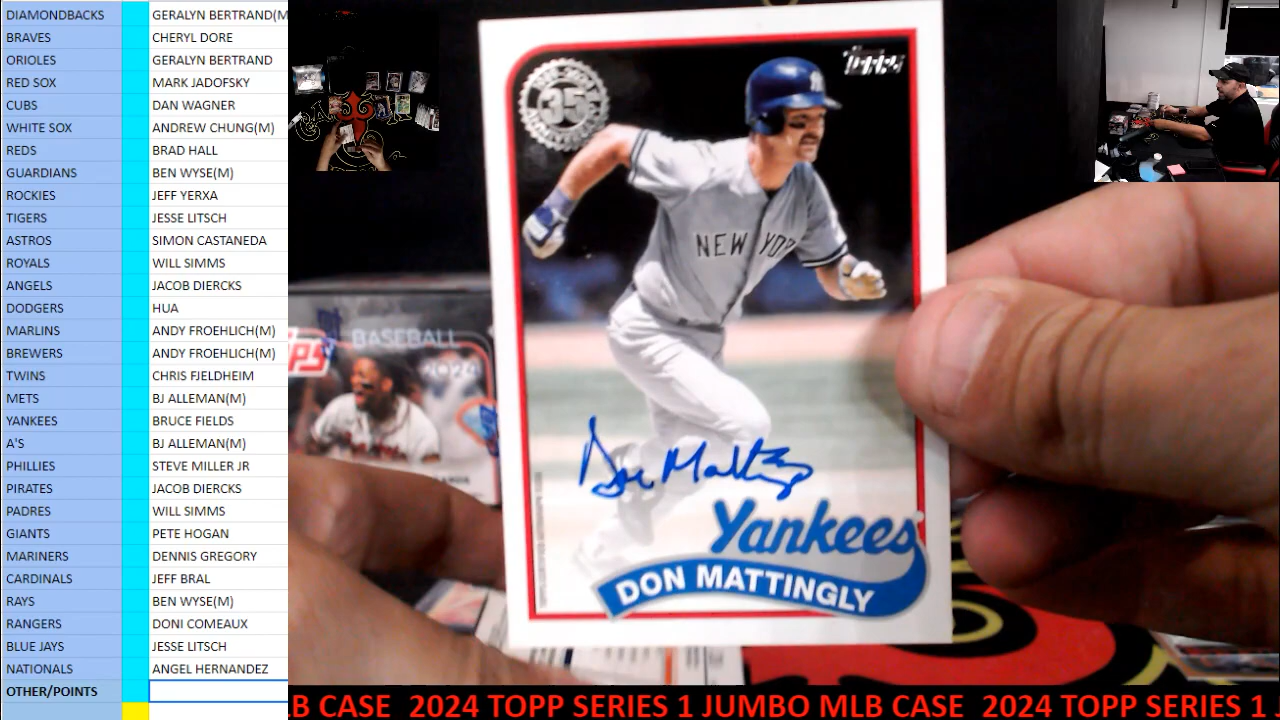 DIAMONDBACKS GERALYN BERTRAND(M
BRAVES CHERYL DORE
ORIOLES GERALYN BERTRAND
RED SOX MARK JADOFSKY
CUBS DAN WAGNER
WHITE SOX ANDREW CHUNG(M)
REDS BRAD HALL
GUARDIANS BEN WYSE(M)
ROCKIES JEFF YERXA
TIGERS JESSE LITSCH
ASTROS SIMON CASTANEDA
ROYALS WILL SIMMS
ANGELS JACOB DIERCKS
DODGERS HUA
MARLINS ANDY FROEHLICH(M)
BREWERS ANDY FROEHLICH(M)
TWINS CHRIS FJELDHEIM
METS BJ ALLEMAN(M)
YANKEES BRUCE FIELDS
A'S BJ ALLEMAN(M)
PHILLIES STEVE MILLER JR
PIRATES JACOB DIERCKS
PADRES WILL SIMMS
GIANTS PETE HOGAN
MARINERS DENNIS GREGORY
CARDINALS JEFF BRAL
RAYS BEN WYSE(M)
RANGERS DONI COMEAUX
BLUE JAYS JESSE LITSCH
NATIONALS ANGEL HERNANDEZ
OTHER/POINTS
Topps
35
NEW YOR
Don Mattingly
Yankees
DON MATTINGLY
BASEBALL
2024
PPS
LB CASE 2024 TOPP SERIES 1 JUMBO MLB CASE 2024 TOPP SERIES 1